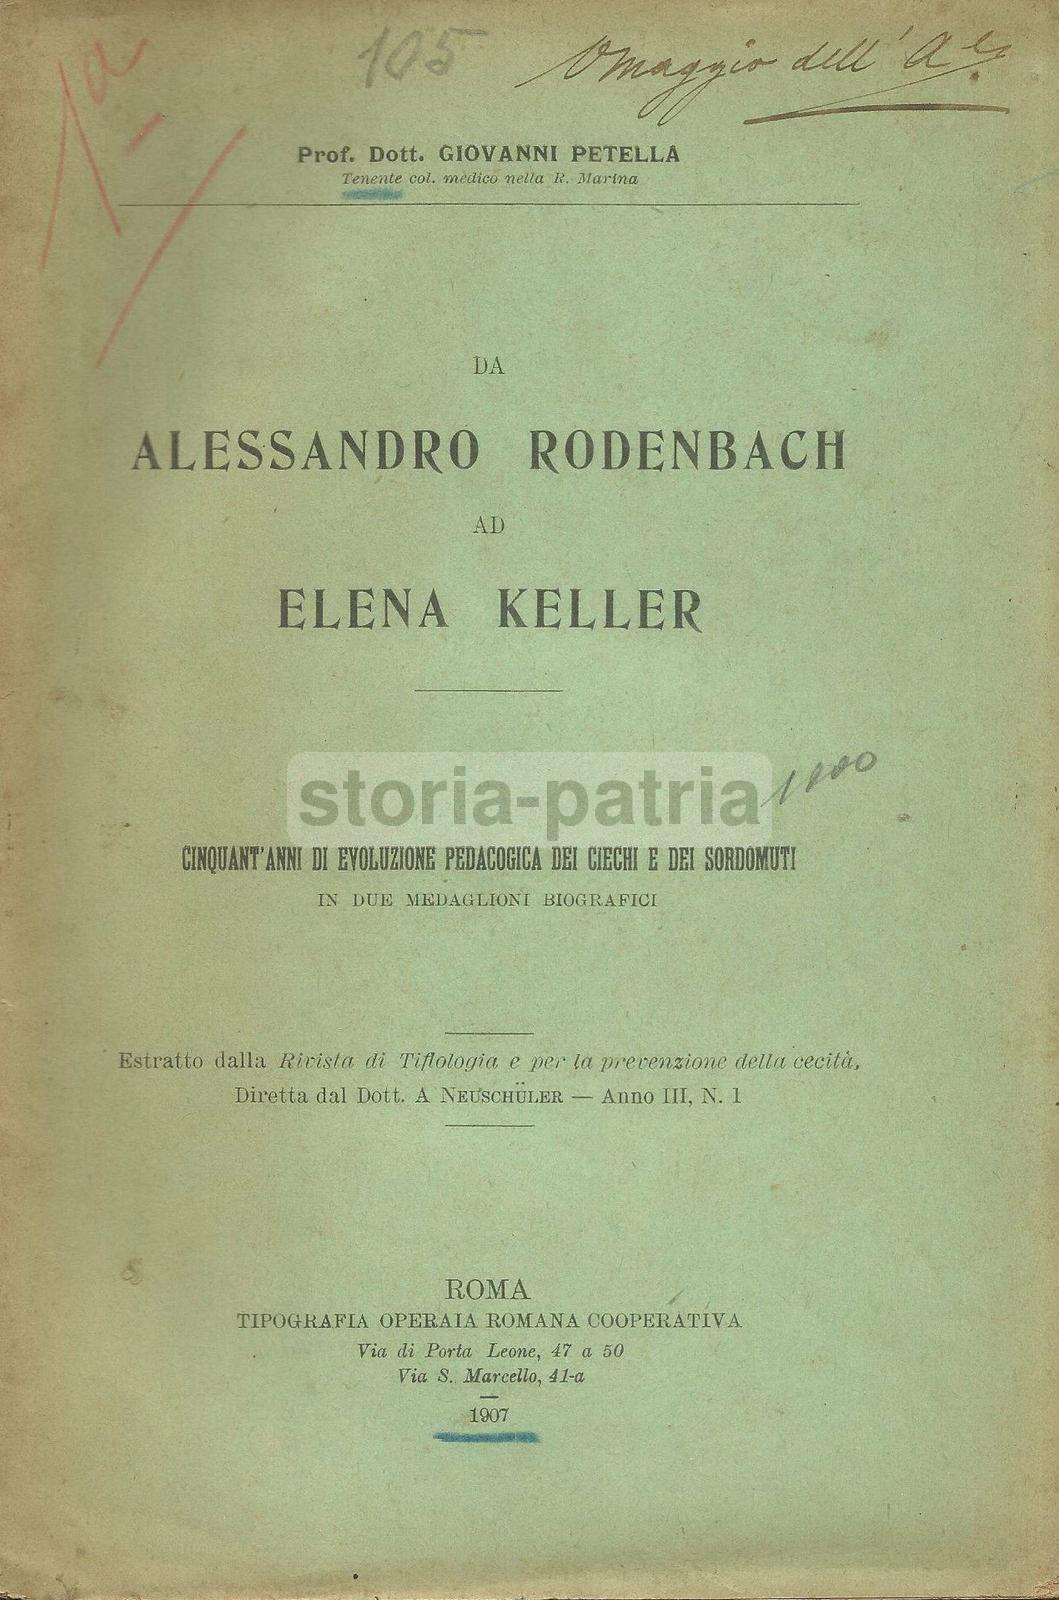 1a
105
Omaggio dell'A.
Prof. Dott. GIOVANNI PETELLA
Tenente col. medico nella R. Marina
DA
ALESSANDRO RODENBACH
AD
ELENA KELLER
storia-patria
CINQUANT'ANNI DI EVOLUZIONE PEDAGOGICA DEI CIECHI E DEI SORDOMUTI
IN DUE MEDAGLIONI BIOGRAFICI
Estratto dalla Rivista di Tiflologia e per la prevenzione della cecità,
Diretta dal Dott. A NEUSCHÜLER — Anno III, N. 1
ROMA
TIPOGRAFIA OPERAIA ROMANA COOPERATIVA
Via di Porta Leone, 47 a 50
Via S. Marcello, 41-a
1907